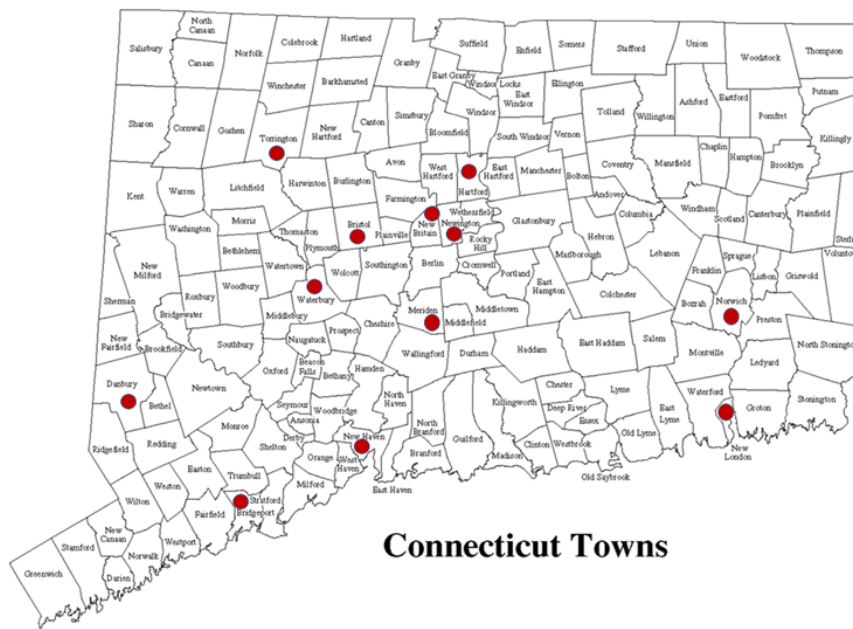 North
Canaan
Salisbury
Canaan
Norfolk
Colebrook
Hartland
Granby
Suffield
Enfield
Somers
Stafford
Union
Woodstock
Thompson
East Granby
Windsor Locks
Winchester
Barkhamsted
East
Windsor
Ellington
Putnam
Sharon
Cornwall
Goshen
Torrington
New
Hartford
Canton
Simsbury
Bloomfield
Windsor
South Windsor
Vernon
Tolland
Willington
Ashford
Eastford
Pomfret
Killingly
Avon
West
Hartford
Hartford
East
Hartford
Manchester
Bolton
Coventry
Mansfield
Chaplin
Hampton
Brooklyn
Kent
Warren
Litchfield
Harwinton
Burlington
Farmington
Andover
Morris
Washington
Bethlehem
Thomaston
Plymouth
Bristol
Plainville
New
Britain
Wethersfield
Newington
Rocky
Hill
Glastonbury
Hebron
Columbia
Windham
Scotland
Canterbury
Plainfield
Sterli
New
Milford
Watertown
Wolcott
Southington
Berlin
Cromwell
Portland
East
Hampton
Marlborough
Lebanon
Franklin
Sprague
Lisbon
Griswold
Volunto
Sherman
Roxbury
Woodbury
Waterbury
Bridgewater
Middlebury
Naugatuck
Prospect
Cheshire
Meriden
Middlefield
Middletown
Colchester
Bozrah
Norwich
Preston
New
Fairfield
Brookfield
Southbury
Oxford
Beacon
Falls
Bethany
Hamden
Wallingford
Durham
Haddam
East Haddam
Salem
Montville
Ledyard
North Stonington
Danbury
Bethel
Newtown
Seymour
Woodbridge
Ansonia
Derby
North
Haven
North
Branford
Guilford
Killingworth
Chester
Deep River
Essex
Lyme
East
Lyme
Waterford
Groton
Stonington
Ridgefield
Redding
Monroe
Shelton
Orange
New Haven
West
Haven
East Haven
Branford
Madison
Clinton
Westbrook
Old Saybrook
Old Lyme
New
London
Wilton
Weston
Easton
Trumbull
Stratford
Bridgeport
Milford
Fairfield
Greenwich
Stamford
New
Canaan
Darien
Norwalk
Westport
Connecticut Towns